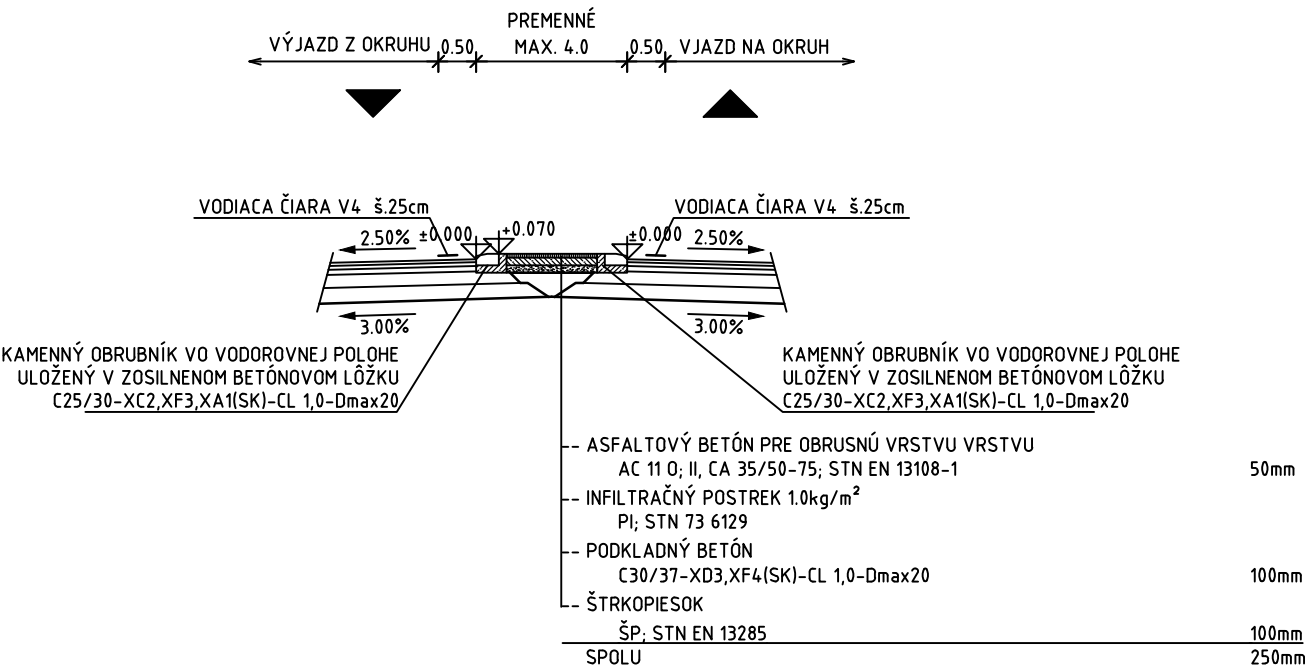 PREMENNÉ
VÝJAZD Z OKRUHU 0.50 MAX. 4.0 0.50 VJAZD NA OKRUH
VODIACA ČIARA V4 š.25cm
VODIACA ČIARA V4 š.25cm
2.50% ±0.000 +0.070 ±0.000 2.50%
3.00% 3.00%
KAMENNÝ OBRUBNÍK VO VODOROVNEJ POLOHE
ULOŽENÝ V ZOSILNENOM BETÓNOVOM LÔŽKU
C25/30-XC2,XF3,XA1(SK)-CL 1,0-Dmax20
KAMENNÝ OBRUBNÍK VO VODOROVNEJ POLOHE
ULOŽENÝ V ZOSILNENOM BETÓNOVOM LÔŽKU
C25/30-XC2,XF3,XA1(SK)-CL 1,0-Dmax20
ASFALTOVÝ BETÓN PRE OBRUSNÚ VRSTVU VRSTVU
AC 11 O; II, CA 35/50-75; STN EN 13108-1 50mm
INFILTRAČNÝ POSTREK 1.0kg/m²
PI; STN 73 6129
PODKLADNÝ BETÓN
C30/37-XD3,XF4(SK)-CL 1,0-Dmax20 100mm
ŠTRKOPIESOK
ŠP; STN EN 13285 100mm
SPOLU 250mm